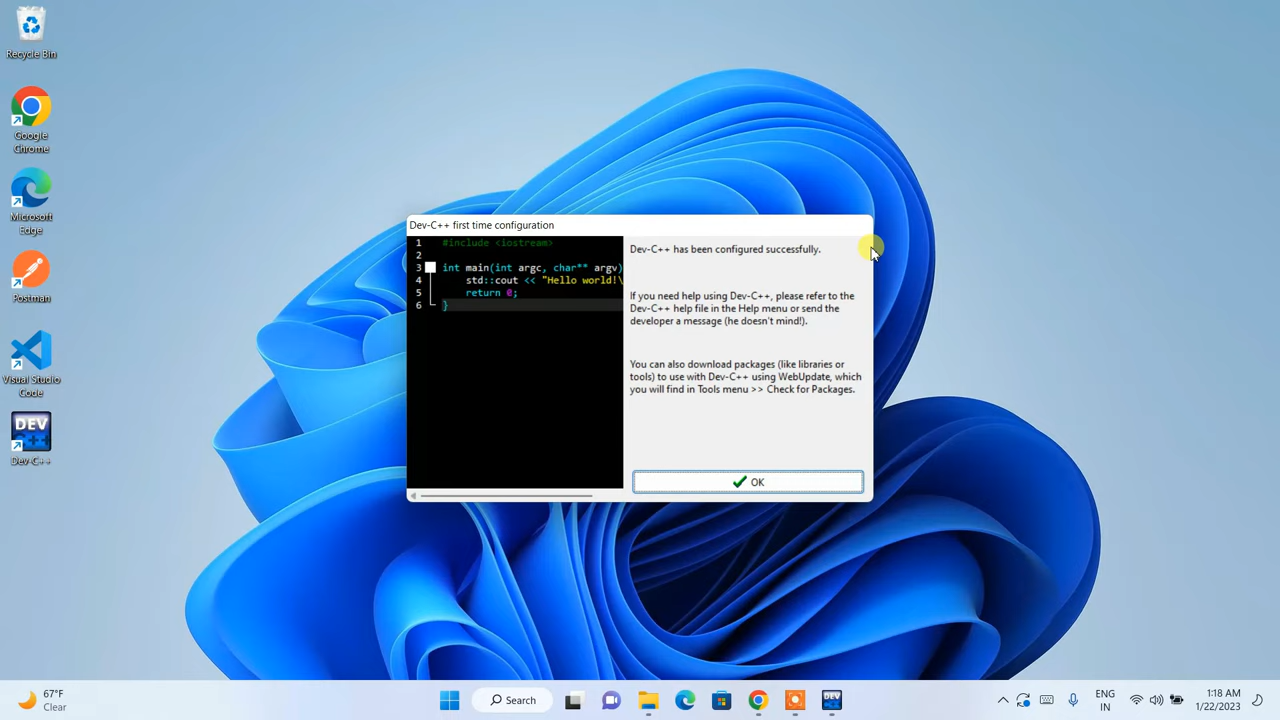 Recycle Bin
Google
Chrome
Microsoft
Edge
Postman
Visual Studio
Code
DEV
C++
Dev-C++
Dev-C++ first time configuration
1 #include <iostream>
2
3 int main(int argc, char** argv)
4 std::cout << "Hello world!\
5 return 0;
6 }
Dev-C++ has been configured successfully.
If you need help using Dev-C++, please refer to the
Dev-C++ help file in the Help menu or send the
developer a message (he doesn't mind!).
You can also download packages (like libraries or
tools) to use with Dev-C++ using WebUpdate, which
you will find in Tools menu >> Check for Packages.
OK
67°F
Clear
Search
DEV
ENG
IN
1:18 AM
1/22/2023